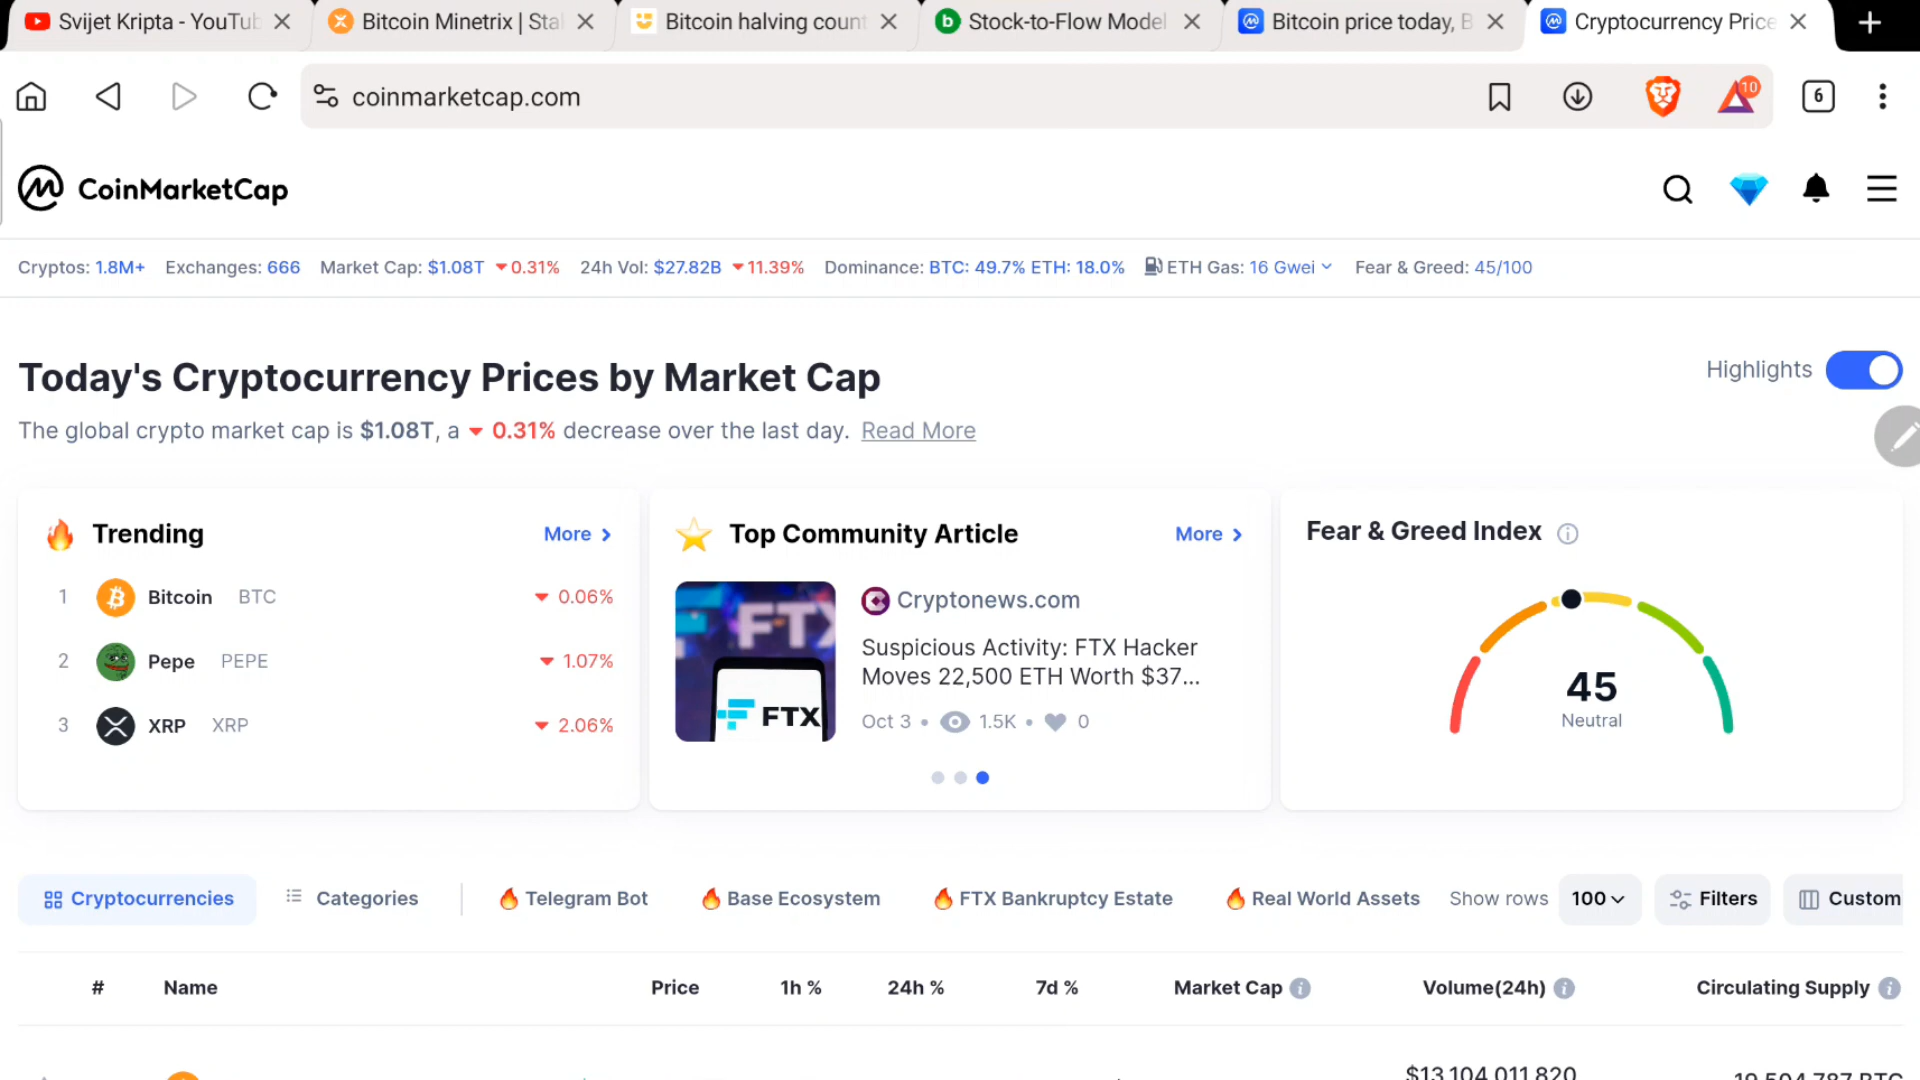 Svijet Kripta - YouTub
Bitcoin Minetrix | Sta
Bitcoin halving count
Stock-to-Flow Model
Bitcoin price today, B
Cryptocurrency Price
coinmarketcap.com
10
6
CoinMarketCap
Cryptos: 1.8M+ Exchanges: 666 Market Cap: $1.08T 0.31% 24h Vol: $27.82B 11.39% Dominance: BTC: 49.7% ETH: 18.0% ETH Gas: 16 Gwei Fear & Greed: 45/100
Today's Cryptocurrency Prices by Market Cap
Highlights
The global crypto market cap is $1.08T, a 0.31% decrease over the last day. Read More
Trending
More
1 Bitcoin BTC 0.06%
2 Pepe PEPE 1.07%
3 XRP XRP 2.06%
Top Community Article
More
FTX
FTX
Cryptonews.com
Suspicious Activity: FTX Hacker
Moves 22,500 ETH Worth $37...
Oct 3 • 1.5K • 0
Fear & Greed Index
45
Neutral
Cryptocurrencies Categories Telegram Bot Base Ecosystem FTX Bankruptcy Estate Real World Assets Show rows 100 Filters Custom
# Name Price 1h % 24h % 7d % Market Cap Volume(24h) Circulating Supply
$13,104,011,820
19,504,787 BTC